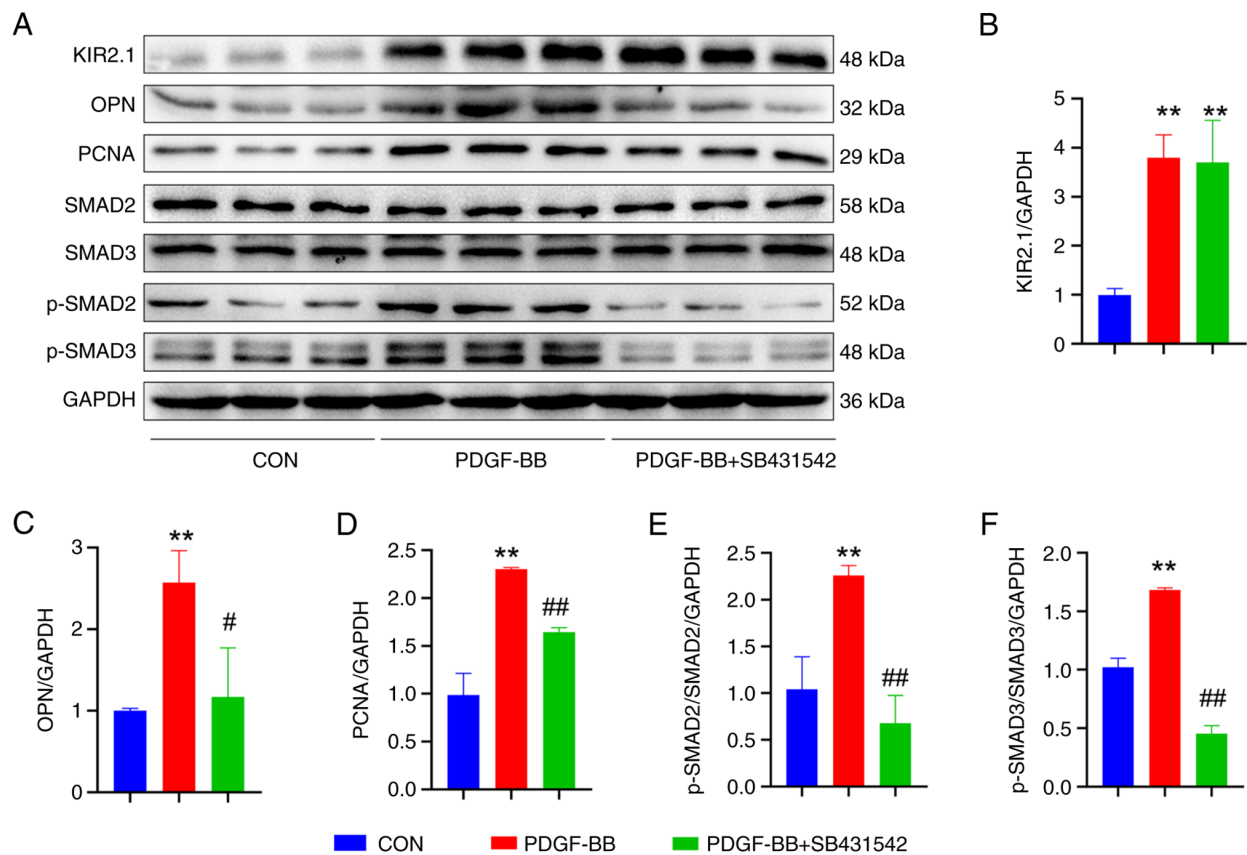 A
KIR2.1
48 kDa
OPN
32 kDa
PCNA
29 kDa
SMAD2
58 kDa
SMAD3
48 kDa
p-SMAD2
52 kDa
p-SMAD3
48 kDa
GAPDH
36 kDa
CON PDGF-BB PDGF-BB+SB431542
B
KIR2.1/GAPDH
5
4
3
2
1
0
** **
C
OPN/GAPDH
3
2
1
0
**
#
D
PCNA/GAPDH
2.5
2.0
1.5
1.0
0.5
0.0
**
##
E
p-SMAD2/SMAD2/GAPDH
2.5
2.0
1.5
1.0
0.5
0.0
**
##
F
p-SMAD3/SMAD3/GAPDH
2.0
1.5
1.0
0.5
0.0
**
##
CON PDGF-BB PDGF-BB+SB431542